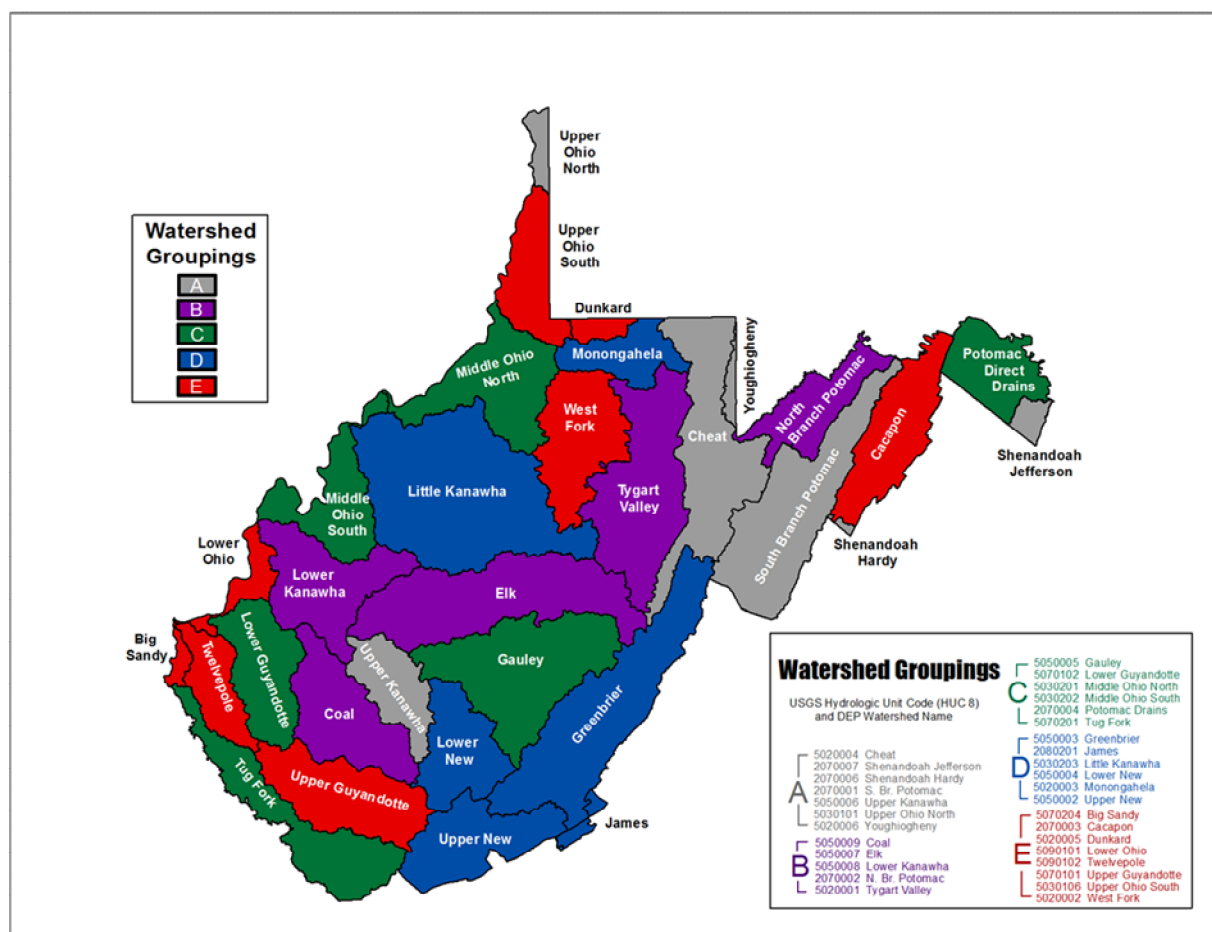 Upper
Ohio
North
Upper
Ohio
South
Watershed
Groupings
A
B
C
D
E
Dunkard
Monongahela
Youghiogheny
Middle Ohio
North
North
Branch Potomac
Potomac
Direct
Drains
West
Fork
Cheat
Cacapon
Shenandoah
Jefferson
Little Kanawha
Tygart
Valley
South Branch Potomac
Middle
Ohio
South
Shenandoah
Hardy
Lower
Ohio
Lower
Kanawha
Elk
Big
Sandy
Twelvepole
Lower Guyandotte
Upper Kanawha
Gauley
Coal
Greenbrier
Lower
New
Tug Fork
Upper Guyandotte
Upper New
James
Watershed Groupings
USGS Hydrologic Unit Code (HUC 8)
and DEP Watershed Name
A
5020004 Cheat
2070007 Shenandoah Jefferson
2070006 Shenandoah Hardy
2070001 S. Br. Potomac
5050006 Upper Kanawha
5030101 Upper Ohio North
5020006 Youghiogheny
B
5050009 Coal
5050007 Elk
5050008 Lower Kanawha
2070002 N. Br. Potomac
5020001 Tygart Valley
C
5050005 Gauley
5070102 Lower Guyandotte
5030201 Middle Ohio North
5030202 Middle Ohio South
2070004 Potomac Drains
5070201 Tug Fork
D
5050003 Greenbrier
2080201 James
5030203 Little Kanawha
5050004 Lower New
5020003 Monongahela
5050002 Upper New
E
5070204 Big Sandy
2070003 Cacapon
5020005 Dunkard
5090101 Lower Ohio
5090102 Twelvepole
5070101 Upper Guyandotte
5030106 Upper Ohio South
5020002 West Fork